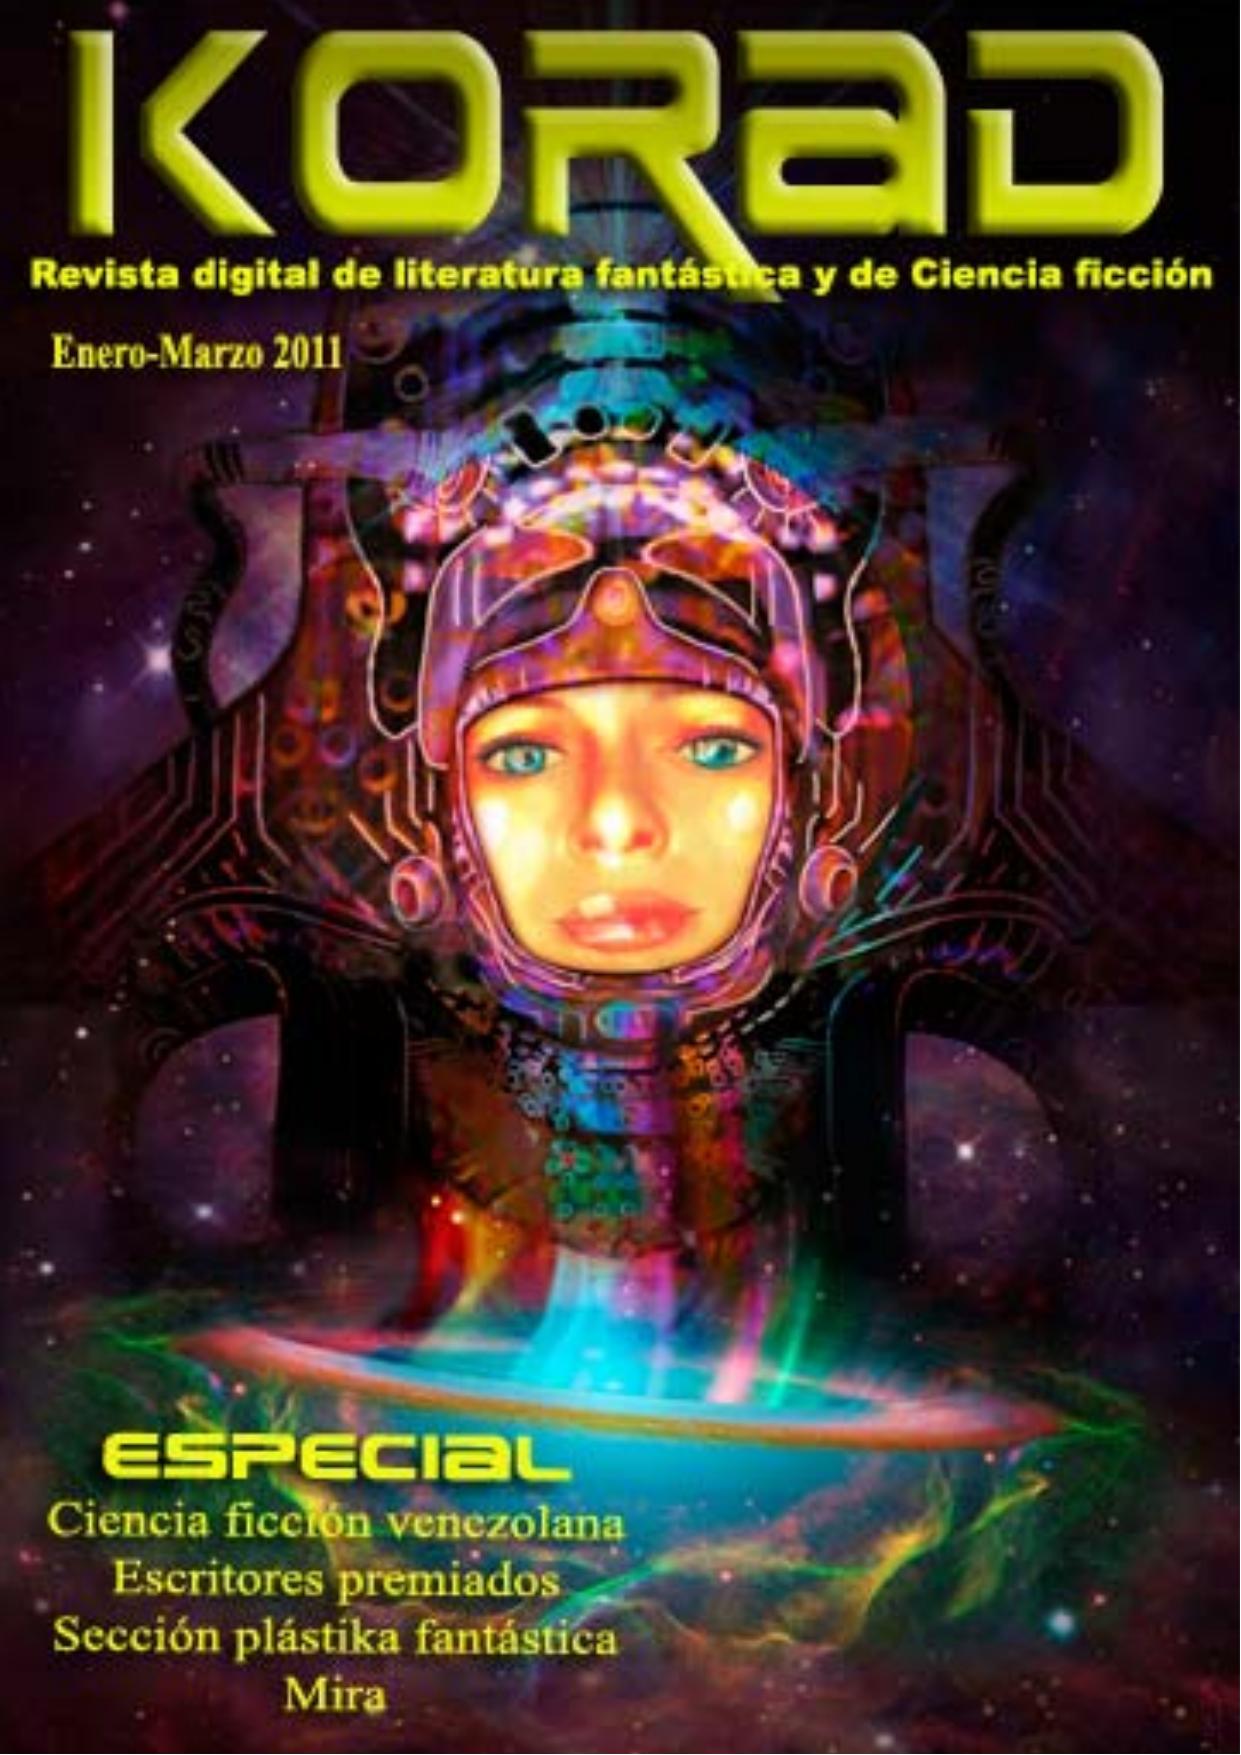 KORaD
Revista digital de literatura fantástica y de Ciencia ficción
Enero-Marzo 2011
ESPECiaL
Ciencia ficción venezolana
Escritores premiados
Sección plástika fantástica
Mira